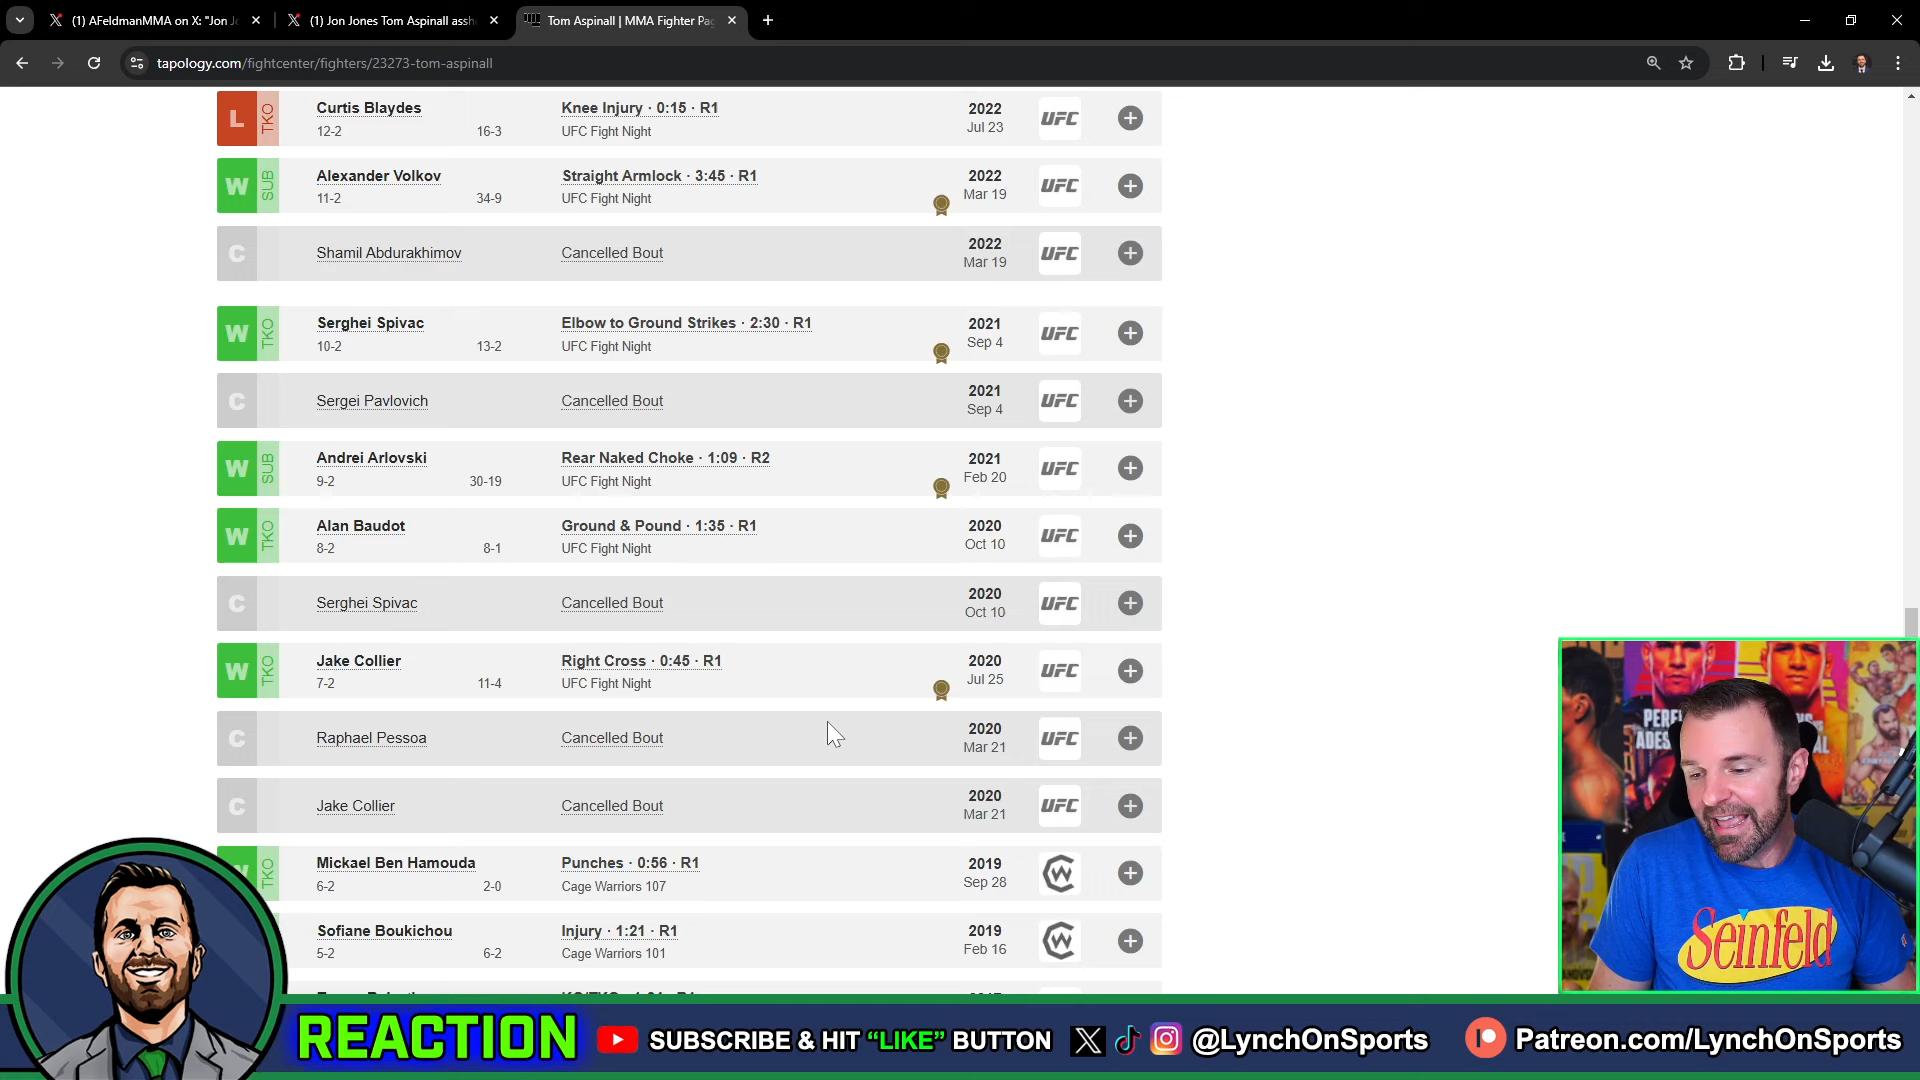 (1) AFeldmanMMA on X: "Jon J
(1) Jon Jones Tom Aspinall assh
Tom Aspinall | MMA Fighter Pag
tapology.com/fightcenter/fighters/23273-tom-aspinall
L TKO Curtis Blaydes Knee Injury · 0:15 · R1 2022 UFC
12-2 16-3 UFC Fight Night Jul 23
W SUB Alexander Volkov Straight Armlock · 3:45 · R1 2022 UFC
11-2 34-9 UFC Fight Night Mar 19
C Shamil Abdurakhimov Cancelled Bout 2022 UFC
Mar 19
W TKO Serghei Spivac Elbow to Ground Strikes · 2:30 · R1 2021 UFC
10-2 13-2 UFC Fight Night Sep 4
C Sergei Pavlovich Cancelled Bout 2021 UFC
Sep 4
W SUB Andrei Arlovski Rear Naked Choke · 1:09 · R2 2021 UFC
9-2 30-19 UFC Fight Night Feb 20
W TKO Alan Baudot Ground & Pound · 1:35 · R1 2020 UFC
8-2 8-1 UFC Fight Night Oct 10
C Serghei Spivac Cancelled Bout 2020 UFC
Oct 10
W TKO Jake Collier Right Cross · 0:45 · R1 2020 UFC
7-2 11-4 UFC Fight Night Jul 25
C Raphael Pessoa Cancelled Bout 2020 UFC
Mar 21
C Jake Collier Cancelled Bout 2020 UFC
Mar 21
W TKO Mickael Ben Hamouda Punches · 0:56 · R1 2019 CW
6-2 2-0 Cage Warriors 107 Sep 28
Sofiane Boukichou Injury · 1:21 · R1 2019 CW
5-2 6-2 Cage Warriors 101 Feb 16
PERE
ADES
Seinfeld
REACTION SUBSCRIBE & HIT “LIKE” BUTTON @LynchOnSports Patreon.com/LynchOnSports